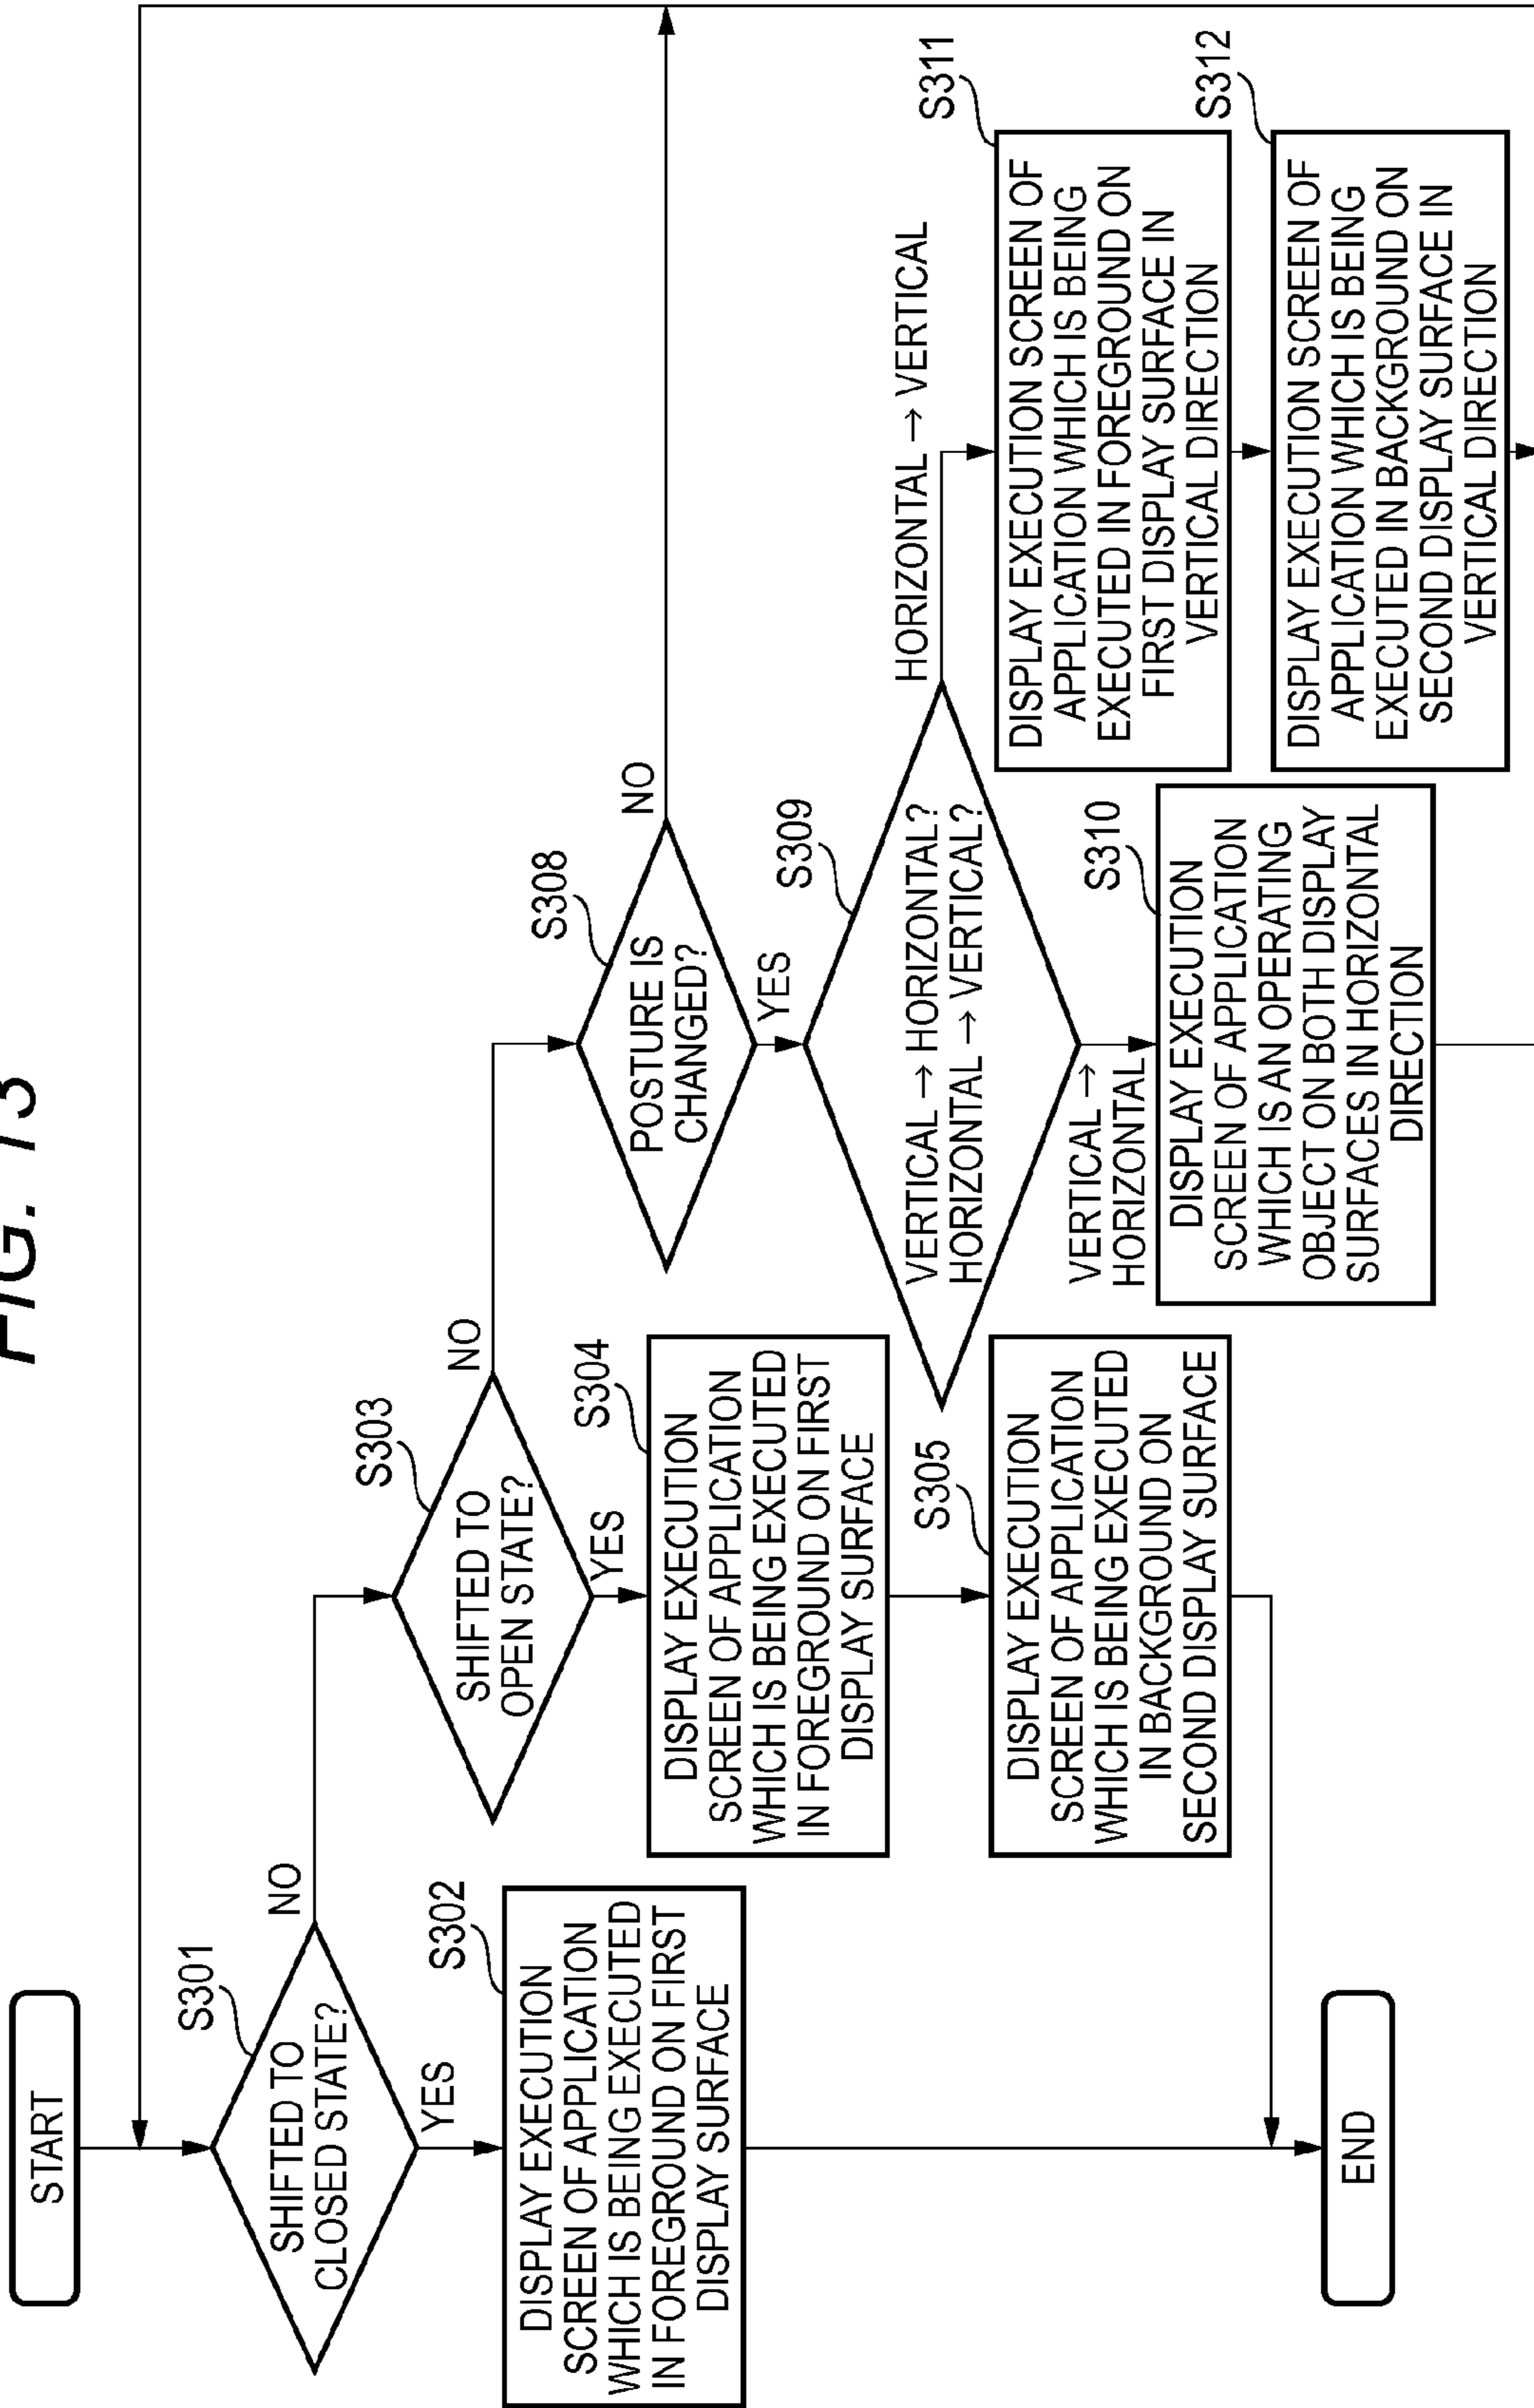 FIG. 13
START
S301
SHIFTED TO
CLOSED STATE?
NO
YES
S302
DISPLAY EXECUTION
SCREEN OF APPLICATION
WHICH IS BEING EXECUTED
IN FOREGROUND ON FIRST
DISPLAY SURFACE
S303
SHIFTED TO
OPEN STATE?
NO
YES
S304
DISPLAY EXECUTION
SCREEN OF APPLICATION
WHICH IS BEING EXECUTED
IN FOREGROUND ON FIRST
DISPLAY SURFACE
S305
DISPLAY EXECUTION
SCREEN OF APPLICATION
WHICH IS BEING EXECUTED
IN BACKGROUND ON
SECOND DISPLAY SURFACE
S308
POSTURE IS
CHANGED?
NO
YES
S309
VERTICAL → HORIZONTAL?
HORIZONTAL → VERTICAL?
HORIZONTAL → VERTICAL
VERTICAL →
HORIZONTAL
S310
DISPLAY EXECUTION
SCREEN OF APPLICATION
WHICH IS AN OPERATING
OBJECT ON BOTH DISPLAY
SURFACES IN HORIZONTAL
DIRECTION
S311
DISPLAY EXECUTION SCREEN OF
APPLICATION WHICH IS BEING
EXECUTED IN FOREGROUND ON
FIRST DISPLAY SURFACE IN
VERTICAL DIRECTION
S312
DISPLAY EXECUTION SCREEN OF
APPLICATION WHICH IS BEING
EXECUTED IN BACKGROUND ON
SECOND DISPLAY SURFACE IN
VERTICAL DIRECTION
END